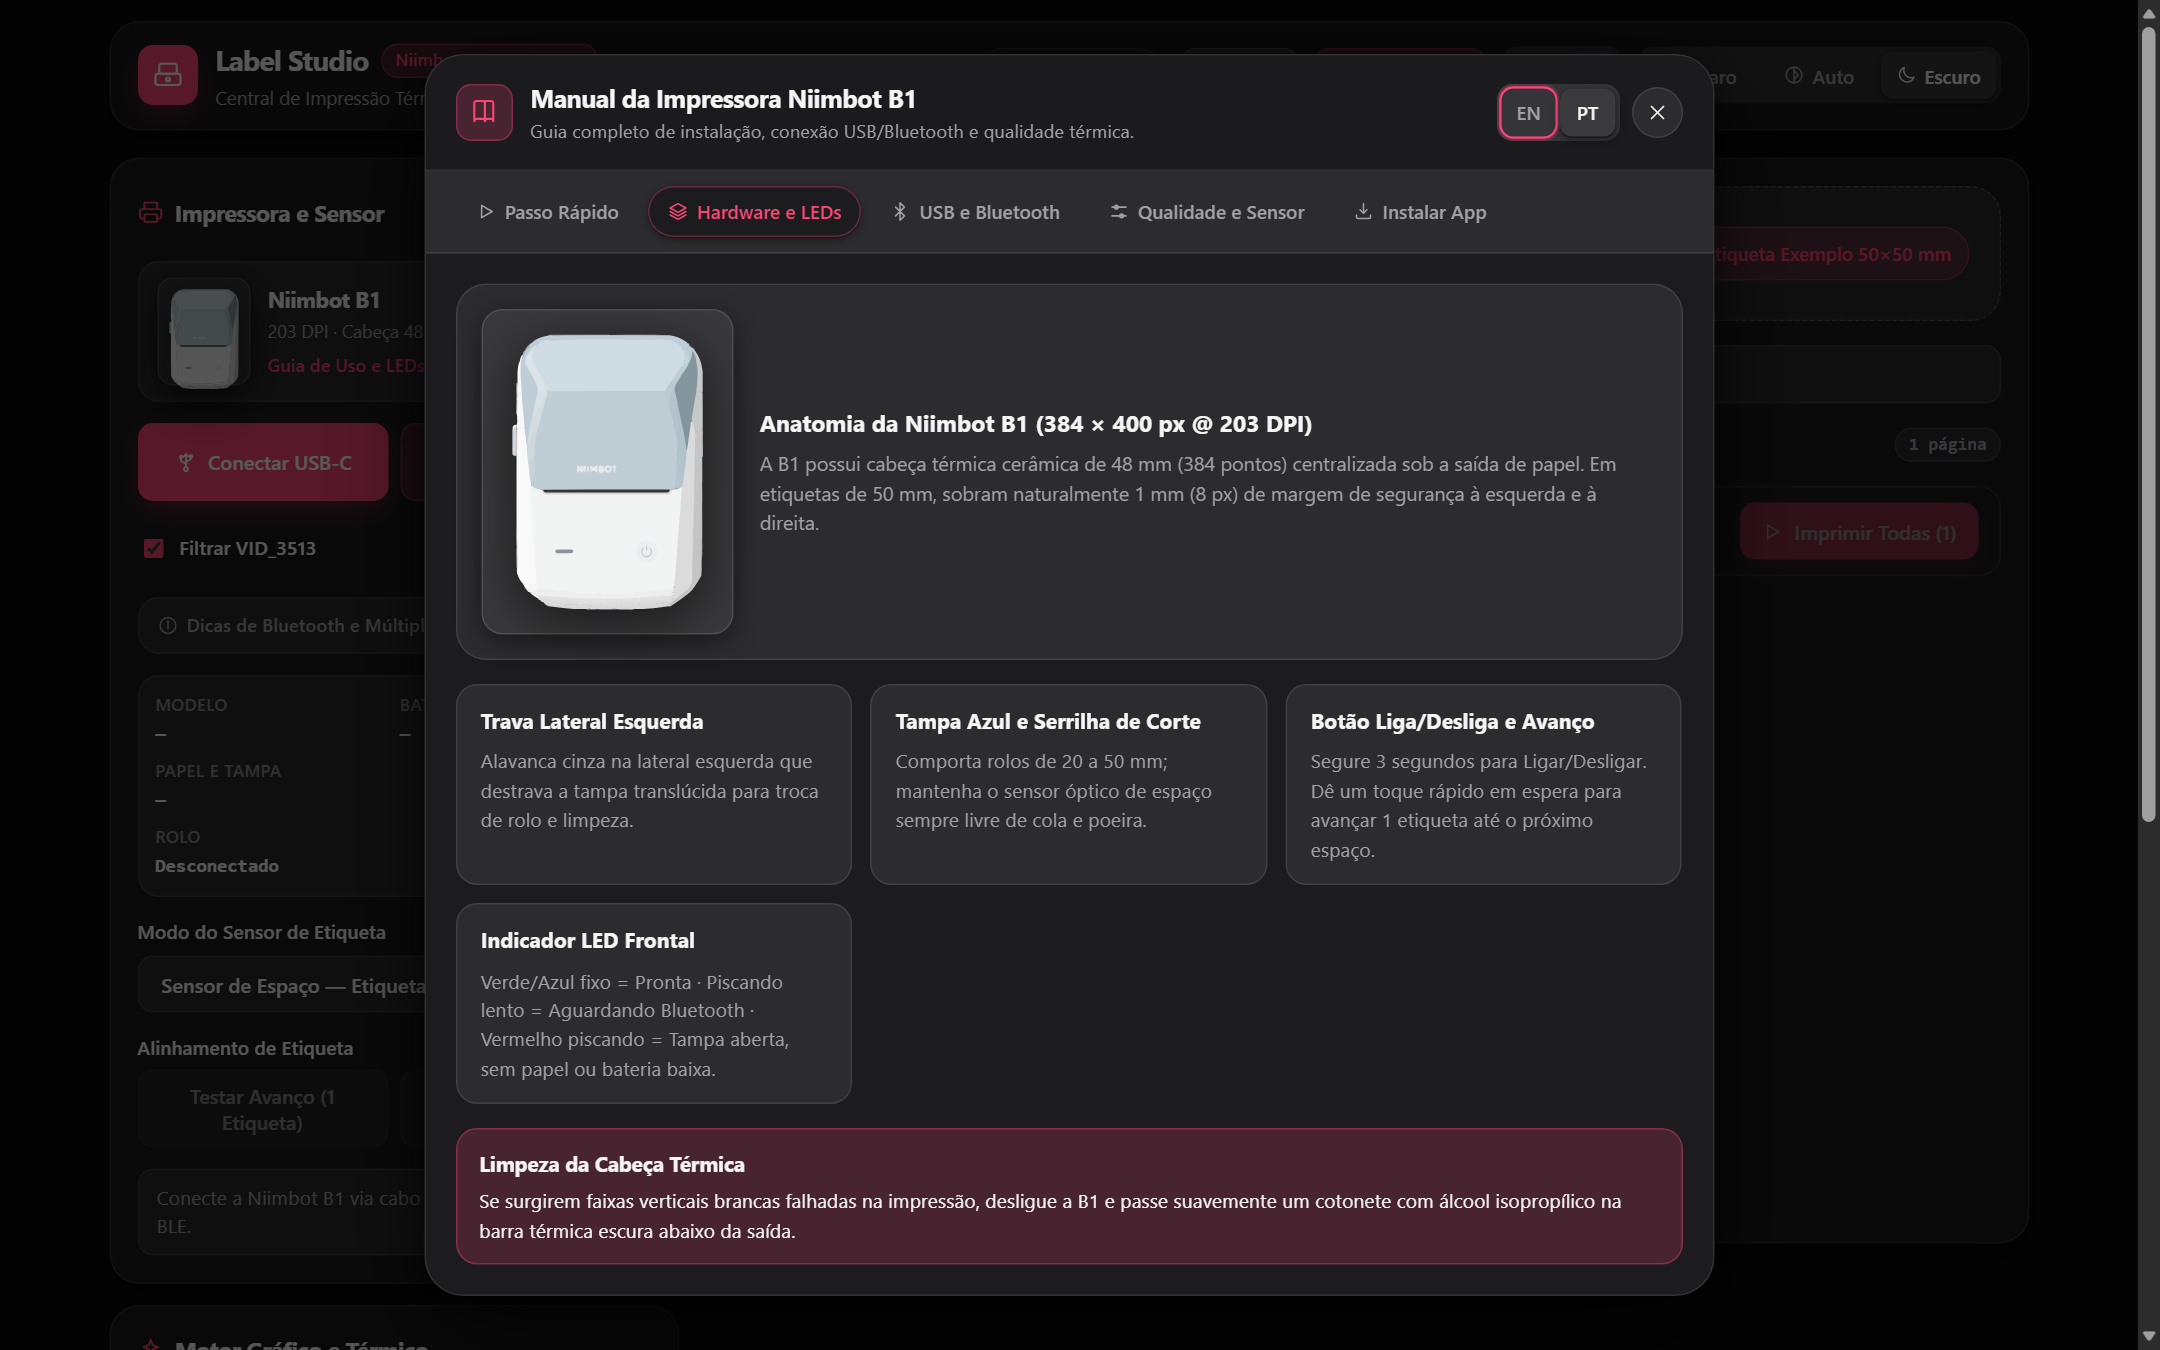 Label Studio
Niimb
Central de Impressão Tér
aro
Auto
Escuro
Manual da Impressora Niimbot B1
Guia completo de instalação, conexão USB/Bluetooth e qualidade térmica.
EN
PT
Passo Rápido
Hardware e LEDs
USB e Bluetooth
Qualidade e Sensor
Instalar App
Impressora e Sensor
Niimbot B1
203 DPI · Cabeça 48
Guia de Uso e LEDs
Conectar USB-C
Filtrar VID_3513
Dicas de Bluetooth e Múltipl
MODELO
BAT
—
—
PAPEL E TAMPA
—
ROLO
Desconectado
Modo do Sensor de Etiqueta
Sensor de Espaço — Etiqueta
Alinhamento de Etiqueta
Testar Avanço (1
Etiqueta)
Conecte a Niimbot B1 via cabo
BLE.
Motor Gráfico e Térmico
tiqueta Exemplo 50×50 mm
1 página
Imprimir Todas (1)
NIIMBOT
Anatomia da Niimbot B1 (384 × 400 px @ 203 DPI)
A B1 possui cabeça térmica cerâmica de 48 mm (384 pontos) centralizada sob a saída de papel. Em
etiquetas de 50 mm, sobram naturalmente 1 mm (8 px) de margem de segurança à esquerda e à
direita.
Trava Lateral Esquerda
Alavanca cinza na lateral esquerda que
destrava a tampa translúcida para troca
de rolo e limpeza.
Tampa Azul e Serrilha de Corte
Comporta rolos de 20 a 50 mm;
mantenha o sensor óptico de espaço
sempre livre de cola e poeira.
Botão Liga/Desliga e Avanço
Segure 3 segundos para Ligar/Desligar.
Dê um toque rápido em espera para
avançar 1 etiqueta até o próximo
espaço.
Indicador LED Frontal
Verde/Azul fixo = Pronta · Piscando
lento = Aguardando Bluetooth ·
Vermelho piscando = Tampa aberta,
sem papel ou bateria baixa.
Limpeza da Cabeça Térmica
Se surgirem faixas verticais brancas falhadas na impressão, desligue a B1 e passe suavemente um cotonete com álcool isopropílico na
barra térmica escura abaixo da saída.